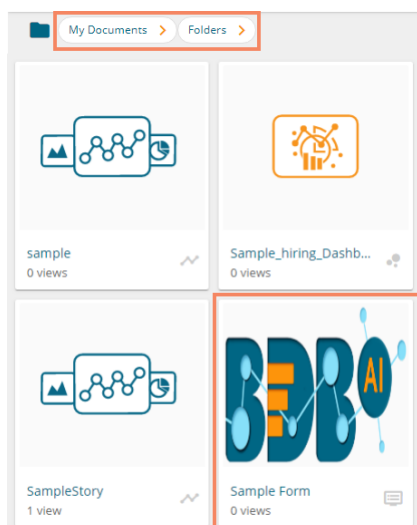 My Documents > Folders >
sample
0 views
Sample_hiring_Dashb...
0 views
BDB AI
SampleStory
1 view
Sample Form
0 views